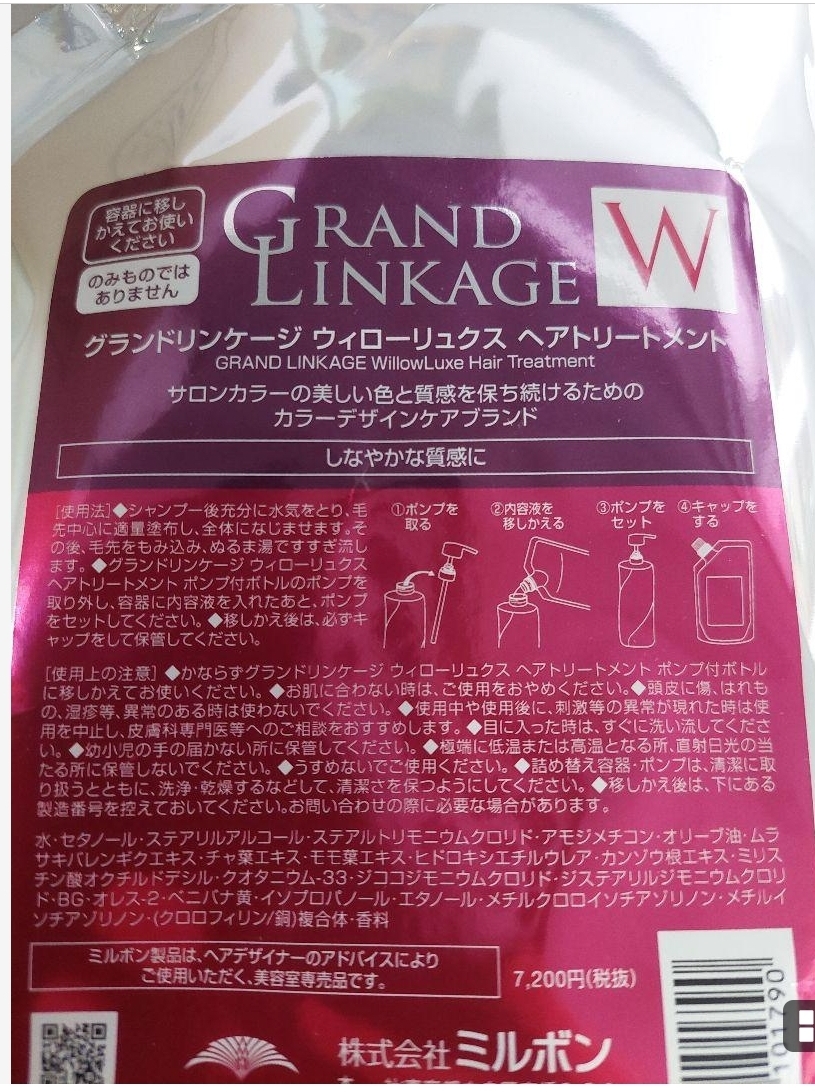 容器に移し
かえてお使い
ください
のみものでは
ありません
GRAND
LINKAGE
W
グランドリンケージ ウィローリュクス ヘアトリートメント
GRAND LINKAGE WillowLuxe Hair Treatment
サロンカラーの美しい色と質感を保ち続けるための
カラーデザインケアブランド
しなやかな質感に
[使用法]◆シャンプー後充分に水気をとり、毛
先中心に適量塗布し、全体になじませます。そ
の後、毛先をもみ込み、ぬるま湯ですすぎ流し
ます。◆グランドリンケージ ウィローリュクス
ヘアトリートメント ポンプ付ボトルのポンプを
取り外し、容器に内容液を入れたあと、ポンプ
をセットしてください。◆移しかえ後は、必ずキ
ャップをして保管してください。
①ポンプを
取る
②内容液を
移しかえる
③ポンプを
セット
④キャップを
する
[使用上の注意]◆かならずグランドリンケージ ウィローリュクス ヘアトリートメント ポンプ付ボトル
に移しかえてお使いください。◆お肌に合わない時は、ご使用をおやめください。◆頭皮に傷、はれも
の、湿疹等、異常のある時は使わないでください。◆使用中や使用後に、刺激等の異常が現れた時は使
用を中止し、皮膚科専門医等へのご相談をおすすめします。◆目に入った時は、すぐに洗い流してくださ
い。◆幼小児の手の届かない所に保管してください。◆極端に低温または高温となる所、直射日光の当
たる所に保管しないでください。◆うすめないでご使用ください。◆詰め替え容器・ポンプは、清潔に取
り扱うとともに、洗浄・乾燥するなどして、清潔さを保つようにしてください。◆移しかえ後は、下にある
製造番号を控えておいてください。お問い合わせの際に必要な場合があります。
水・セタノール・ステアリルアルコール・ステアルトリモニウムクロリド・アモジメチコン・オリーブ油・ムラ
サキバレンギクエキス・チャ葉エキス・モモ葉エキス・ヒドロキシエチルウレア・カンゾウ根エキス・ミリス
チン酸オクチルドデシル・クオタニウム-33・ジココジモニウムクロリド・ジステアリルジモニウムクロリ
ド・BG・オレス-2・ベニバナ黄・イソプロパノール・エタノール・メチルクロロイソチアゾリノン・メチルイ
ソチアゾリノン・(クロロフィリン/銅)複合体・香料
ミルボン製品は、ヘアデザイナーのアドバイスにより
ご使用いただく、美容室専売品です。
7,200円(税抜)
101790
株式会社ミルボン